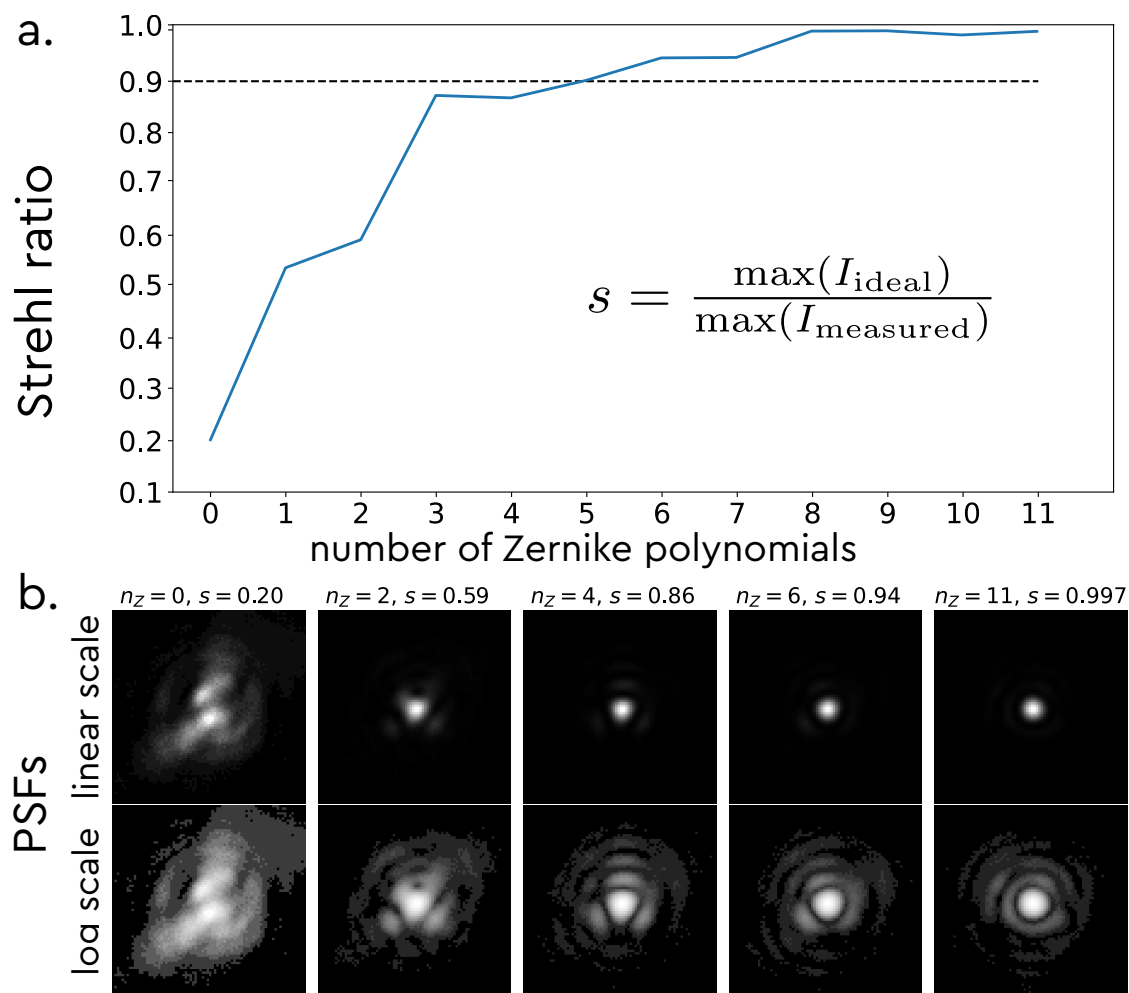 a.
1.0
0.9
0.8
0.7
0.6
0.5
0.4
0.3
0.2
0.1
Strehl ratio
s = max(I_ideal) / max(I_measured)
0 1 2 3 4 5 6 7 8 9 10 11
number of Zernike polynomials
b.
n_Z = 0, s = 0.20
n_Z = 2, s = 0.59
n_Z = 4, s = 0.86
n_Z = 6, s = 0.94
n_Z = 11, s = 0.997
PSFs
linear scale
log scale